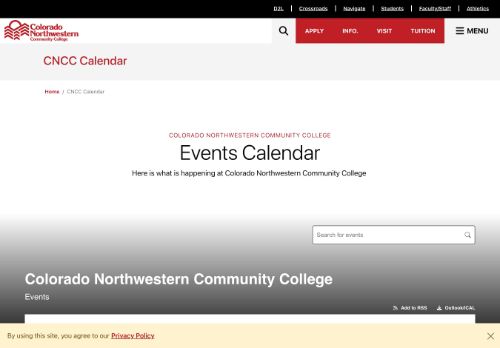 D2L
Crossroads
Navigate
Students
Faculty/Staff
Athletics
Colorado
Northwestern
Community College
APPLY
INFO.
VISIT
TUITION
MENU
CNCC Calendar
Home / CNCC Calendar
COLORADO NORTHWESTERN COMMUNITY COLLEGE
Events Calendar
Here is what is happening at Colorado Northwestern Community College
Search for events
Colorado Northwestern Community College
Events
Add to RSS
Outlook/iCAL
By using this site, you agree to our Privacy Policy